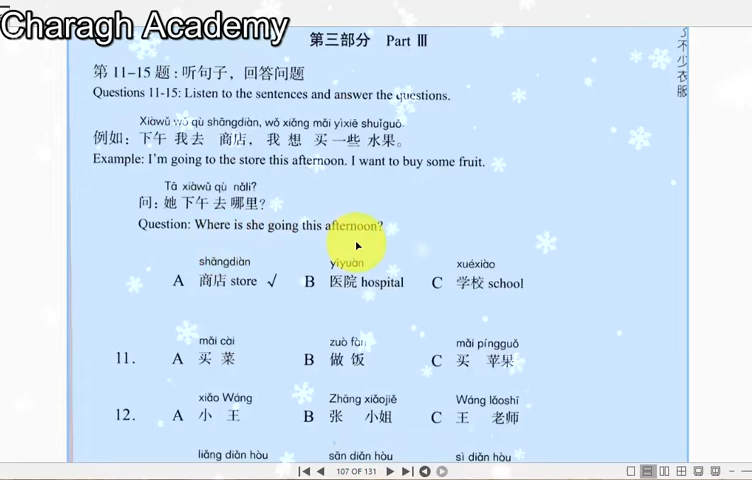 Charagh Academy
第三部分 Part Ⅲ
不少衣服
第 11-15 题：听句子，回答问题
Questions 11-15: Listen to the sentences and answer the questions.
Xiàwǔ wǒ qù shāngdiàn, wǒ xiǎng mǎi yìxiē shuǐguǒ.
例如：下午 我去 商店， 我 想 买 一些 水果。
Example: I'm going to the store this afternoon. I want to buy some fruit.
Tā xiàwǔ qù nǎli?
问：她 下午 去 哪里？
Question: Where is she going this afternoon?
shāngdiàn yīyuàn xuéxiào
A 商店 store √ B 医院 hospital C 学校 school
mǎi cài zuò fàn mǎi píngguǒ
11. A 买 菜 B 做 饭 C 买 苹果
xiǎo Wáng Zhāng xiǎojiě Wáng lǎoshī
12. A 小 王 B 张 小姐 C 王 老师
liǎng diǎn hòu sān diǎn hòu sì diǎn hòu
107 OF 131